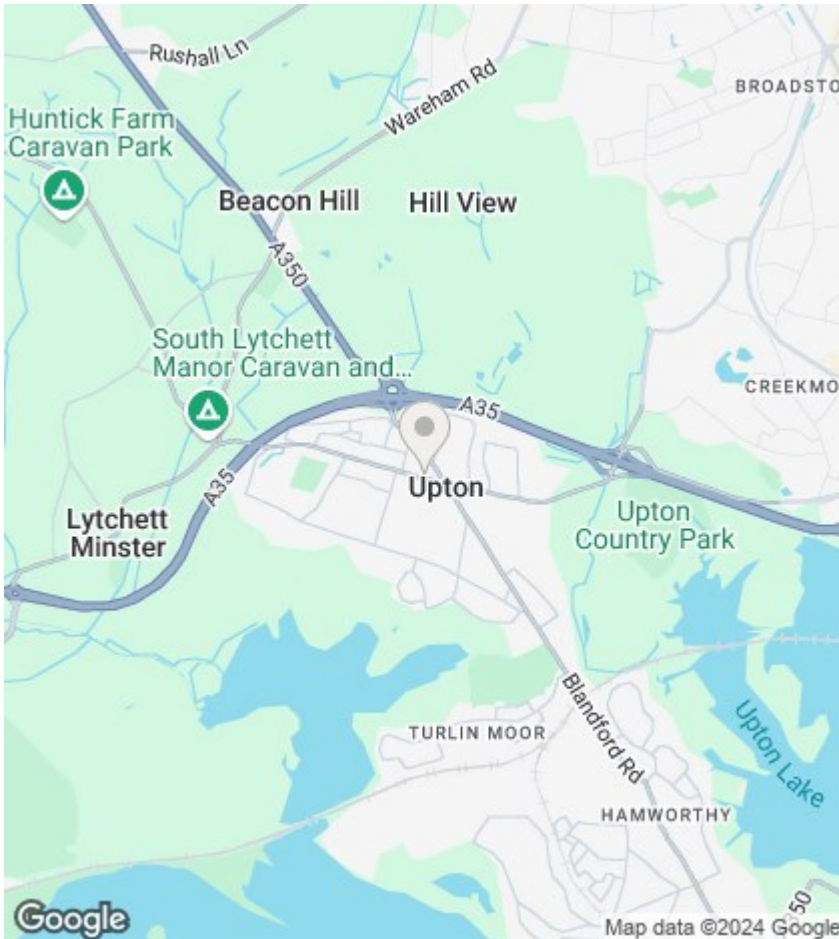 Rushall Ln
BROADSTO
Wareham Rd
Huntick Farm
Caravan Park
Beacon Hill
Hill View
A350
South Lytchett
Manor Caravan and...
CREEKMO
A35
A35
Upton
Lytchett
Minster
Upton
Country Park
Blandford Rd
TURLIN MOOR
Upton Lake
HAMWORTHY
350
Google
Map data ©2024 Google